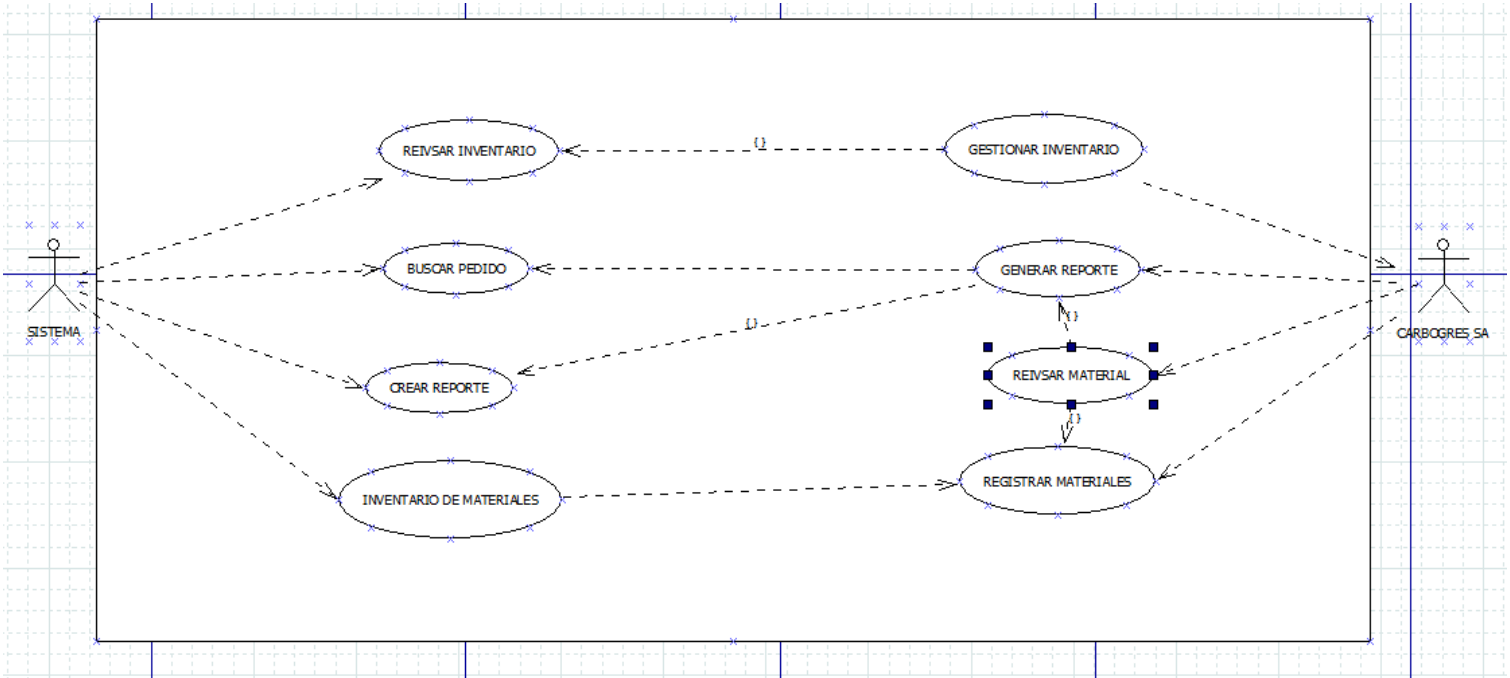 {}
REIVSAR INVENTARIO
GESTIONAR INVENTARIO
BUSCAR PEDIDO
GENERAR REPORTE
{}
{}
SISTEMA
CARBOGRES SA
REIVSAR MATERIAL
CREAR REPORTE
{}
REGISTRAR MATERIALES
INVENTARIO DE MATERIALES